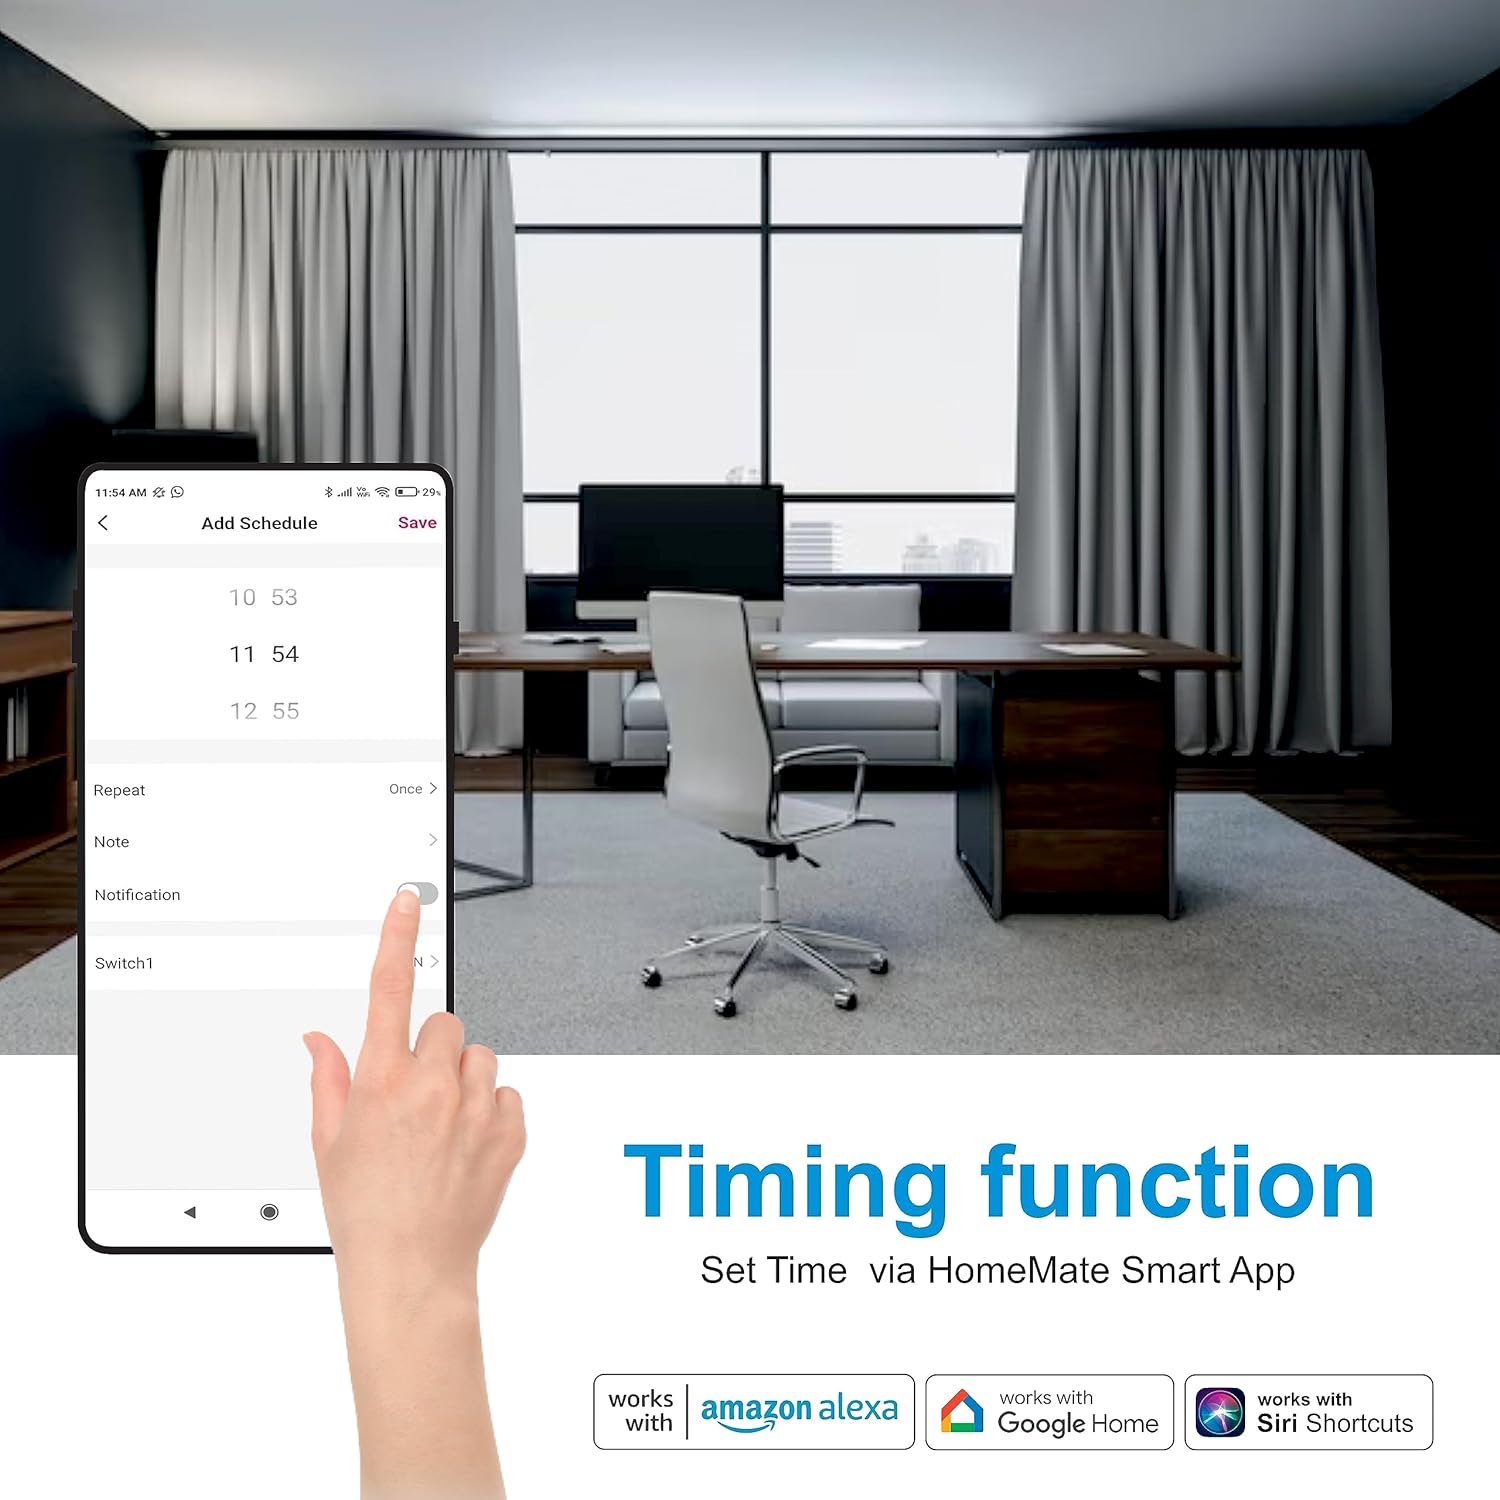 11:54 AM
Vo
WiFi
29%
Add Schedule
Save
10 53
11 54
12 55
Repeat
Once
Note
Notification
Switch1
N
Timing function
Set Time via HomeMate Smart App
works
with
amazon alexa
works with
Google Home
works with
Siri Shortcuts